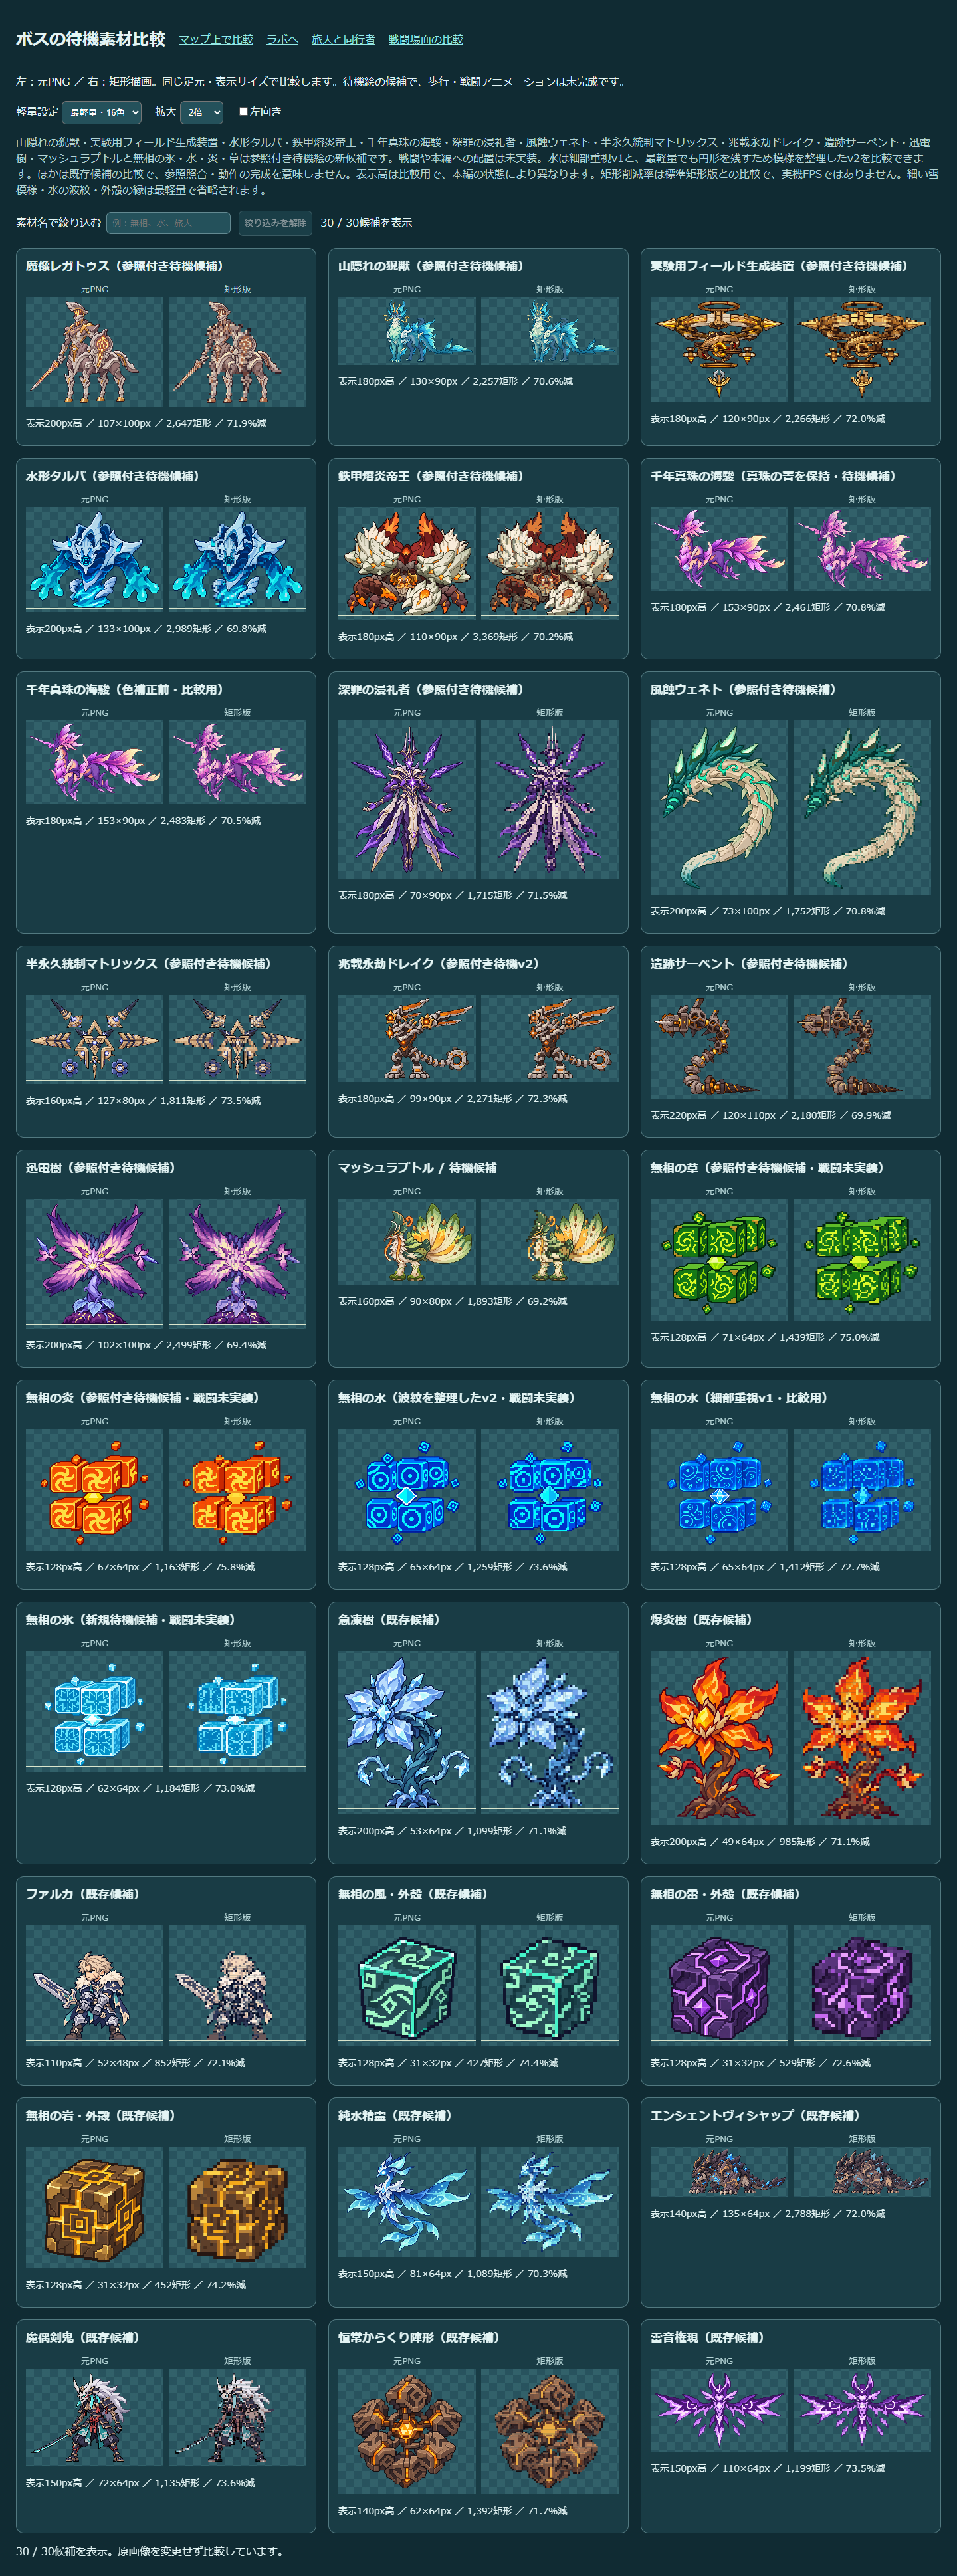 ボスの待機素材比較 マップ上で比較 ラボへ 旅人と同行者 戦闘場面の比較
左：元PNG ／ 右：矩形描画。同じ足元・表示サイズで比較します。待機絵の候補で、歩行・戦闘アニメーションは未完成です。
軽量設定 最軽量・16色 拡大 2倍 左向き
山隠れの猊獣・実験用フィールド生成装置・水形タルパ・鉄甲熔炎帝王・千年真珠の海駿・深罪の浸礼者・風蝕ウェネト・半永久統制マトリックス・兆載永劫ドレイク・遺跡サーペント・迅電
樹・マッシュラプトルと無相の氷・水・炎・草は参照付き待機絵の新候補です。戦闘や本編への配置は未実装。水は細部重視v1と、最軽量でも円形を残すため模様を整理したv2を比較できま
す。ほかは既存候補の比較で、参照照合・動作の完成を意味しません。表示高は比較用で、本編の状態により異なります。矩形削減率は標準矩形版との比較で、実機FPSではありません。細い雪
模様・水の波紋・外殻の縁は最軽量で省略されます。
素材名で絞り込む 例：無相、水、旅人 絞り込みを解除 30 / 30候補を表示
魔像レガトゥス（参照付き待機候補）
元PNG 矩形版
表示200px高 ／ 107×100px ／ 2,647矩形 ／ 71.9%減
山隠れの猊獣（参照付き待機候補）
元PNG 矩形版
表示180px高 ／ 130×90px ／ 2,257矩形 ／ 70.6%減
実験用フィールド生成装置（参照付き待機候補）
元PNG 矩形版
表示180px高 ／ 120×90px ／ 2,266矩形 ／ 72.0%減
水形タルパ（参照付き待機候補）
元PNG 矩形版
表示200px高 ／ 133×100px ／ 2,989矩形 ／ 69.8%減
鉄甲熔炎帝王（参照付き待機候補）
元PNG 矩形版
表示180px高 ／ 110×90px ／ 3,369矩形 ／ 70.2%減
千年真珠の海駿（真珠の青を保持・待機候補）
元PNG 矩形版
表示180px高 ／ 153×90px ／ 2,461矩形 ／ 70.8%減
千年真珠の海駿（色補正前・比較用）
元PNG 矩形版
表示180px高 ／ 153×90px ／ 2,483矩形 ／ 70.5%減
深罪の浸礼者（参照付き待機候補）
元PNG 矩形版
表示180px高 ／ 70×90px ／ 1,715矩形 ／ 71.5%減
風蝕ウェネト（参照付き待機候補）
元PNG 矩形版
表示200px高 ／ 73×100px ／ 1,752矩形 ／ 70.8%減
半永久統制マトリックス（参照付き待機候補）
元PNG 矩形版
表示160px高 ／ 127×80px ／ 1,811矩形 ／ 73.5%減
兆載永劫ドレイク（参照付き待機v2）
元PNG 矩形版
表示180px高 ／ 99×90px ／ 2,271矩形 ／ 72.3%減
遺跡サーペント（参照付き待機候補）
元PNG 矩形版
表示220px高 ／ 120×110px ／ 2,180矩形 ／ 69.9%減
迅電樹（参照付き待機候補）
元PNG 矩形版
表示200px高 ／ 102×100px ／ 2,499矩形 ／ 69.4%減
マッシュラプトル / 待機候補
元PNG 矩形版
表示160px高 ／ 90×80px ／ 1,893矩形 ／ 69.2%減
無相の草（参照付き待機候補・戦闘未実装）
元PNG 矩形版
表示128px高 ／ 71×64px ／ 1,439矩形 ／ 75.0%減
無相の炎（参照付き待機候補・戦闘未実装）
元PNG 矩形版
表示128px高 ／ 67×64px ／ 1,163矩形 ／ 75.8%減
無相の水（波紋を整理したv2・戦闘未実装）
元PNG 矩形版
表示128px高 ／ 65×64px ／ 1,259矩形 ／ 73.6%減
無相の水（細部重視v1・比較用）
元PNG 矩形版
表示128px高 ／ 65×64px ／ 1,412矩形 ／ 72.7%減
無相の氷（新規待機候補・戦闘未実装）
元PNG 矩形版
表示128px高 ／ 62×64px ／ 1,184矩形 ／ 73.0%減
急凍樹（既存候補）
元PNG 矩形版
表示200px高 ／ 53×64px ／ 1,099矩形 ／ 71.1%減
爆炎樹（既存候補）
元PNG 矩形版
表示200px高 ／ 49×64px ／ 985矩形 ／ 71.1%減
ファルカ（既存候補）
元PNG 矩形版
表示110px高 ／ 52×48px ／ 852矩形 ／ 72.1%減
無相の風・外殻（既存候補）
元PNG 矩形版
表示128px高 ／ 31×32px ／ 427矩形 ／ 74.4%減
無相の雷・外殻（既存候補）
元PNG 矩形版
表示128px高 ／ 31×32px ／ 529矩形 ／ 72.6%減
無相の岩・外殻（既存候補）
元PNG 矩形版
表示128px高 ／ 31×32px ／ 452矩形 ／ 74.2%減
純水精霊（既存候補）
元PNG 矩形版
表示150px高 ／ 81×64px ／ 1,089矩形 ／ 70.3%減
エンシェントヴィシャップ（既存候補）
元PNG 矩形版
表示140px高 ／ 135×64px ／ 2,788矩形 ／ 72.0%減
魔偶剣鬼（既存候補）
元PNG 矩形版
表示150px高 ／ 72×64px ／ 1,135矩形 ／ 73.6%減
恒常からくり陣形（既存候補）
元PNG 矩形版
表示140px高 ／ 62×64px ／ 1,392矩形 ／ 71.7%減
雷音権現（既存候補）
元PNG 矩形版
表示150px高 ／ 110×64px ／ 1,199矩形 ／ 73.5%減
30 / 30候補を表示。原画像を変更せず比較しています。